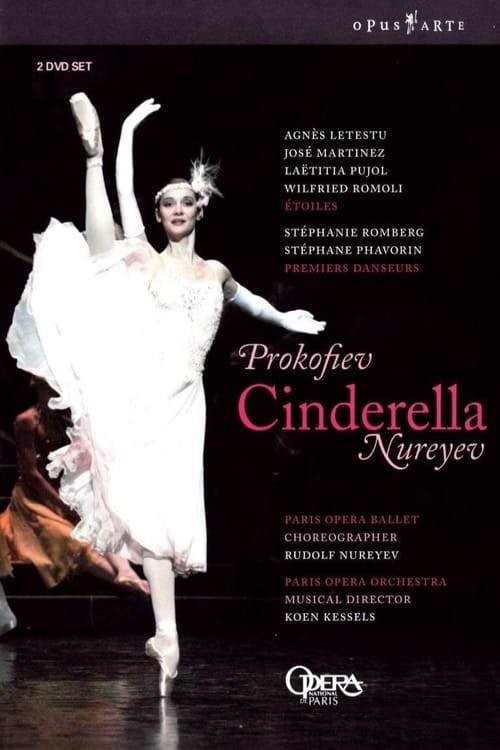 OPUS ARTE
2 DVD SET
AGNÈS LETESTU
JOSÉ MARTINEZ
LAËTITIA PUJOL
WILFRIED ROMOLI
ÉTOILES
STÉPHANIE ROMBERG
STÉPHANE PHAVORIN
PREMIERS DANSEURS
Prokofiev
Cinderella
Nureyev
PARIS OPERA BALLET
CHOREOGRAPHER
RUDOLF NUREYEV
PARIS OPERA ORCHESTRA
MUSICAL DIRECTOR
KOEN KESSELS
OPERA
NATIONAL
DE PARIS